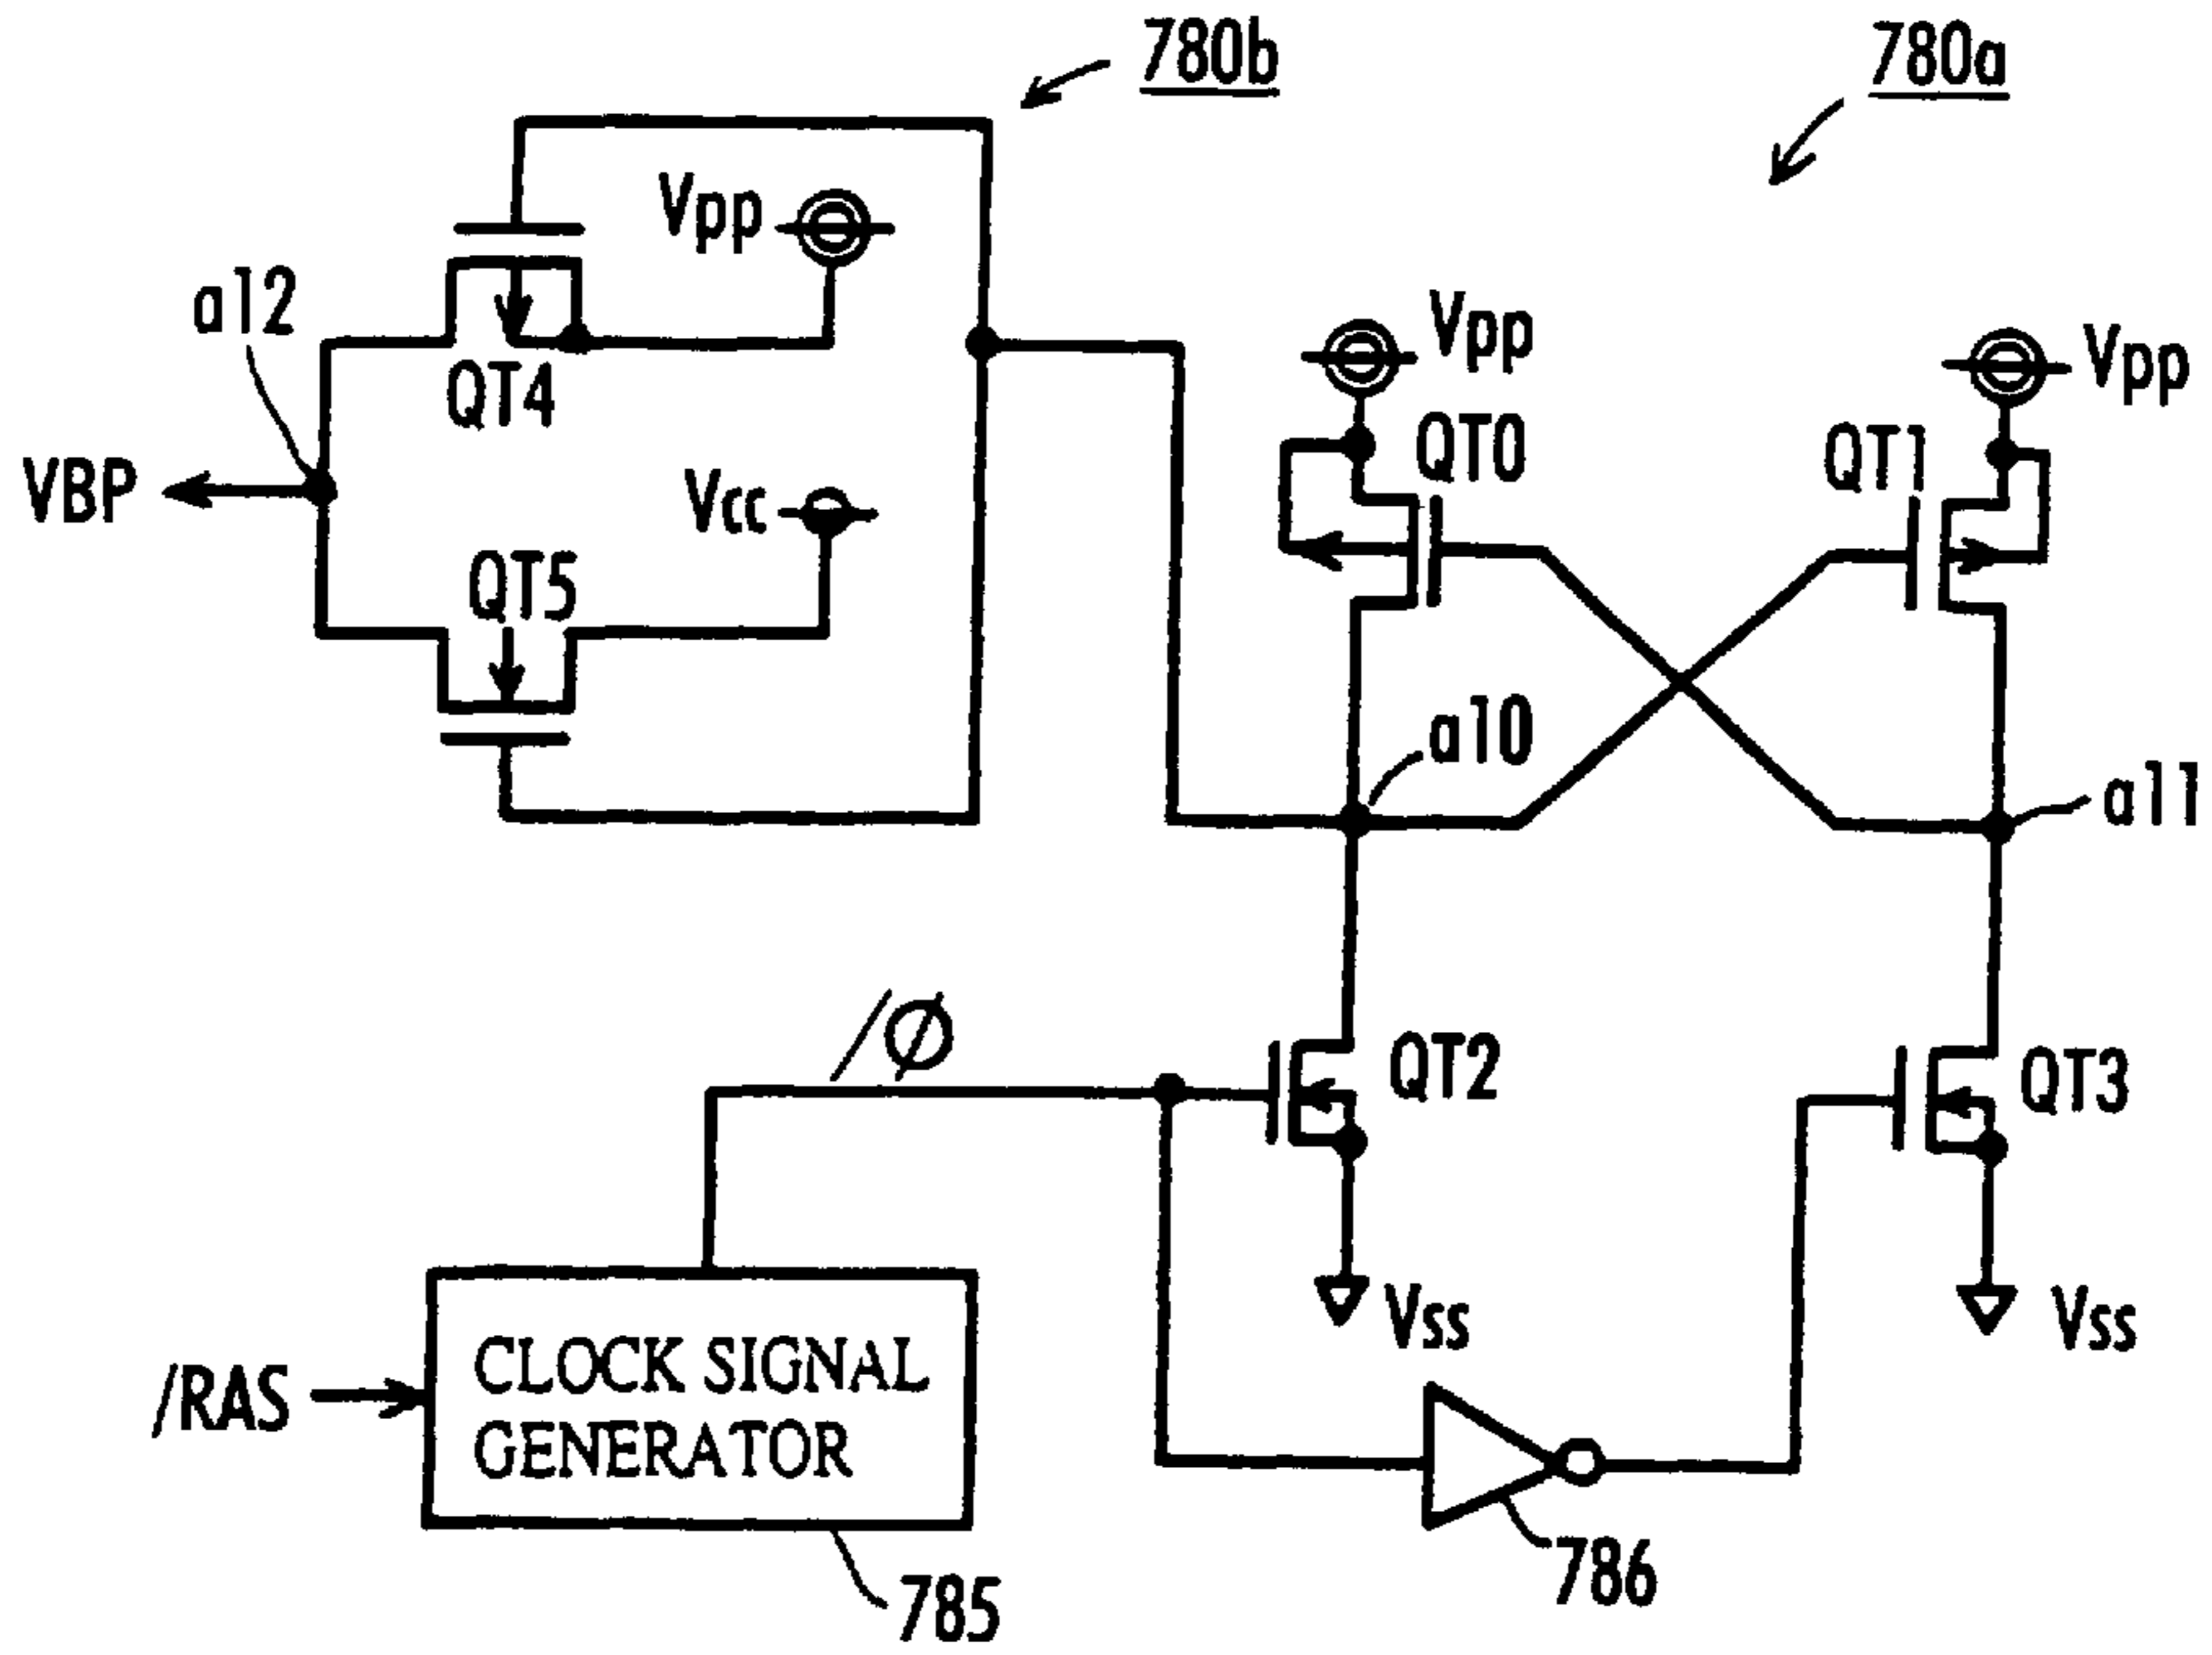 780b
780a
Vpp
a12
Vpp
Vpp
QT4
QT0
QT1
VBP
Vcc
QT5
a10
a11
/Ø
QT2
QT3
Vss
Vss
/RAS
CLOCK SIGNAL
GENERATOR
786
785